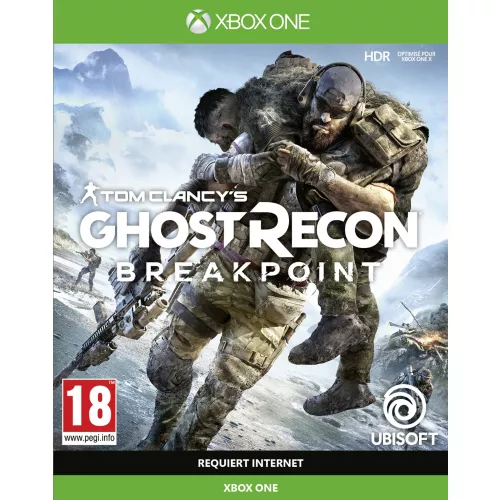 XBOX ONE
HDR
OPTIMISÉ POUR
XBOX ONE X
TOM CLANCY'S
GHOST RECON
BREAKPOINT
18
www.pegi.info
UBISOFT
REQUIERT INTERNET
XBOX ONE